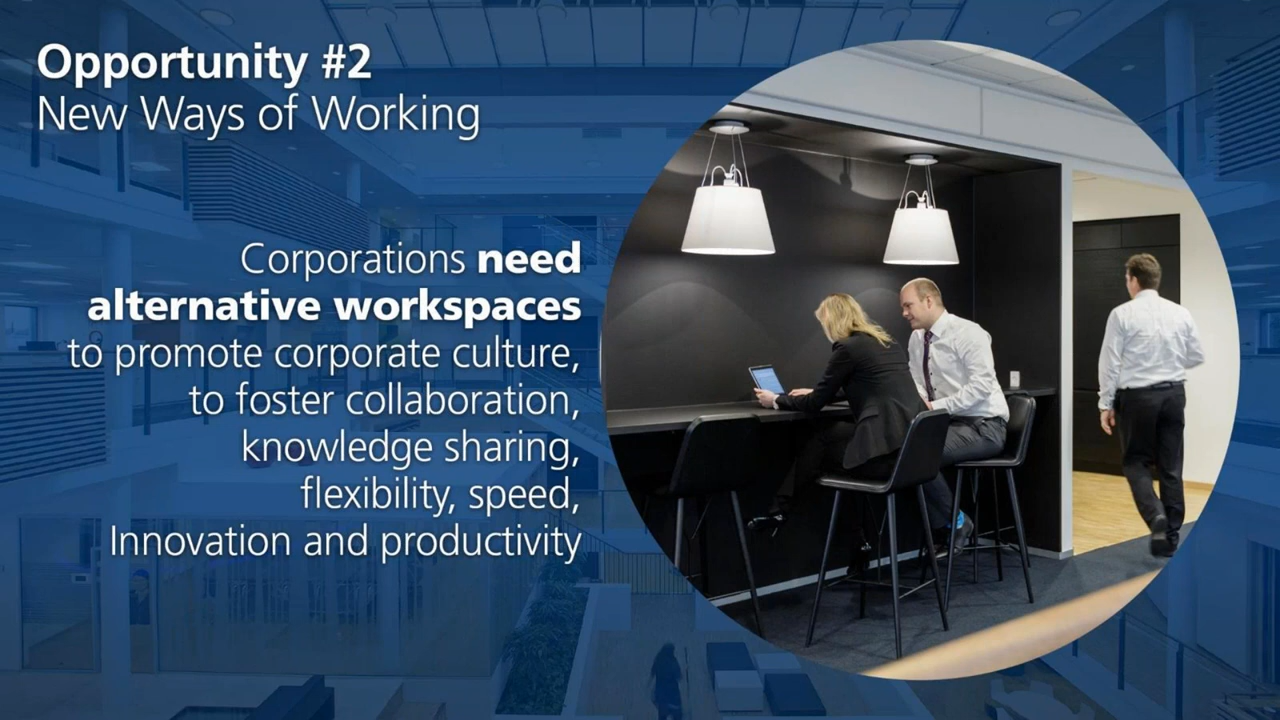 Opportunity #2
New Ways of Working
Corporations need
alternative workspaces
to promote corporate culture,
to foster collaboration,
knowledge sharing,
flexibility, speed,
Innovation and productivity